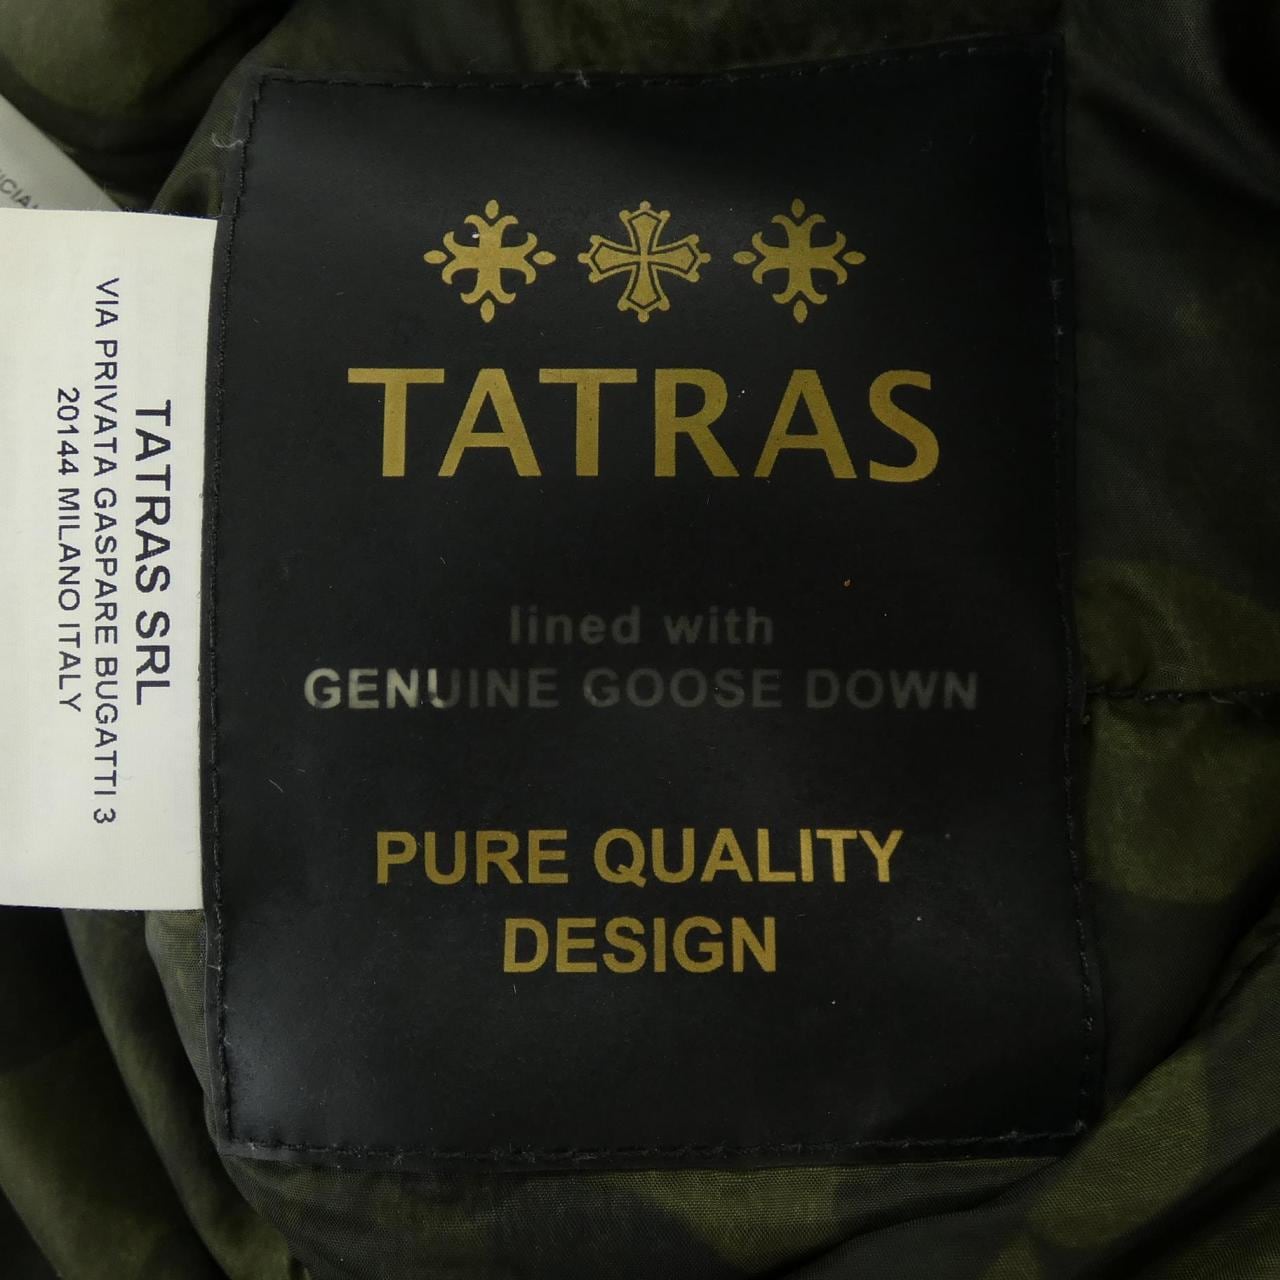 TATRAS
lined with
GENUINE GOOSE DOWN
PURE QUALITY
DESIGN
TATRAS SRL
VIA PRIVATA GASPARE BUGATTI 3
20144 MILANO ITALY